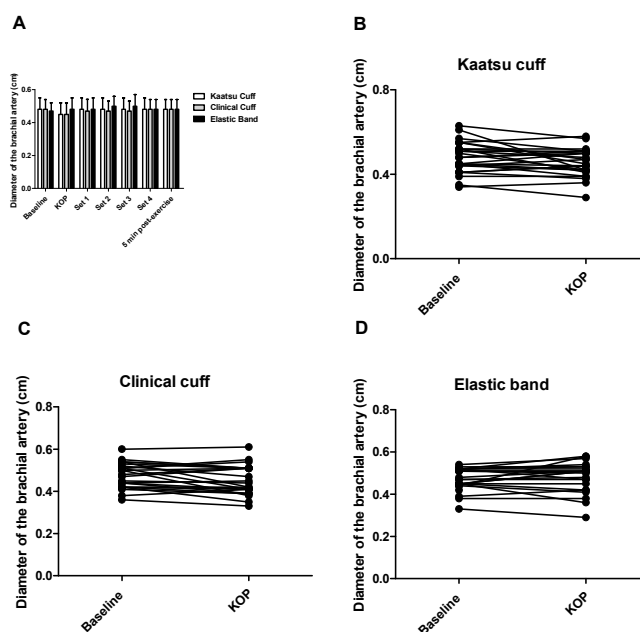 A
Diameter of the brachial artery (cm)
0.6
0.4
0.2
0.0
Kaatsu Cuff
Clinical Cuff
Elastic Band
Baseline
KOP
Set 1
Set 2
Set 3
Set 4
5 min post-exercise
B
Kaatsu cuff
Diameter of the brachial artery (cm)
0.8
0.4
0.0
Baseline
KOP
C
Clinical cuff
Diameter of the brachial artery (cm)
0.8
0.6
0.4
0.2
0.0
Baseline
KOP
D
Elastic band
Diameter of the brachial artery (cm)
0.8
0.6
0.4
0.2
0.0
Baseline
KOP